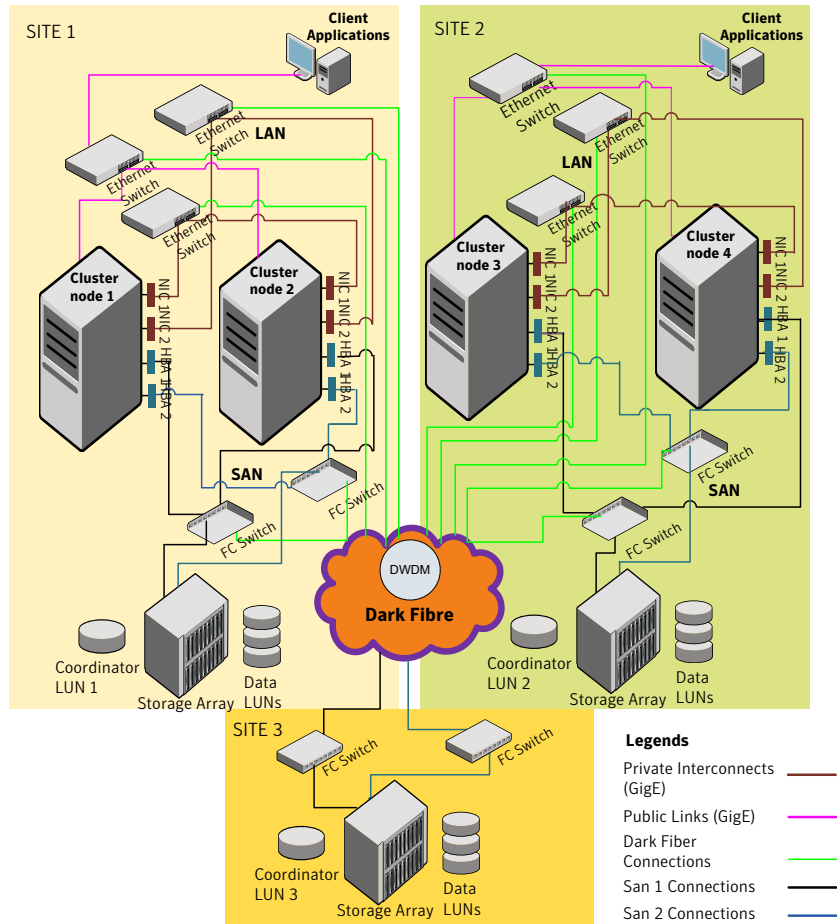 SITE 1
Client
Applications
Ethernet
Switch
LAN
Ethernet
Switch
Ethernet
Switch
Cluster
node 1
Cluster
node 2
NIC 1
NIC 2
HBA 1
HBA 2
NIC 1
NIC 2
HBA 1
HBA 2
SAN
FC Switch
FC Switch
Coordinator
LUN 1
Storage Array
Data
LUNs
SITE 2
Client
Applications
Ethernet
Switch
Ethernet
Switch
LAN
Ethernet
Switch
Cluster
node 3
Cluster
node 4
NIC 1
NIC 2
HBA 1
HBA 2
NIC 1
NIC 2
HBA 1
HBA 2
FC Switch
SAN
FC Switch
Coordinator
LUN 2
Storage Array
Data
LUNs
DWDM
Dark Fibre
SITE 3
FC Switch
FC Switch
Coordinator
LUN 3
Storage Array
Data
LUNs
Legends
Private Interconnects
(GigE)
Public Links (GigE)
Dark Fiber
Connections
San 1 Connections
San 2 Connections